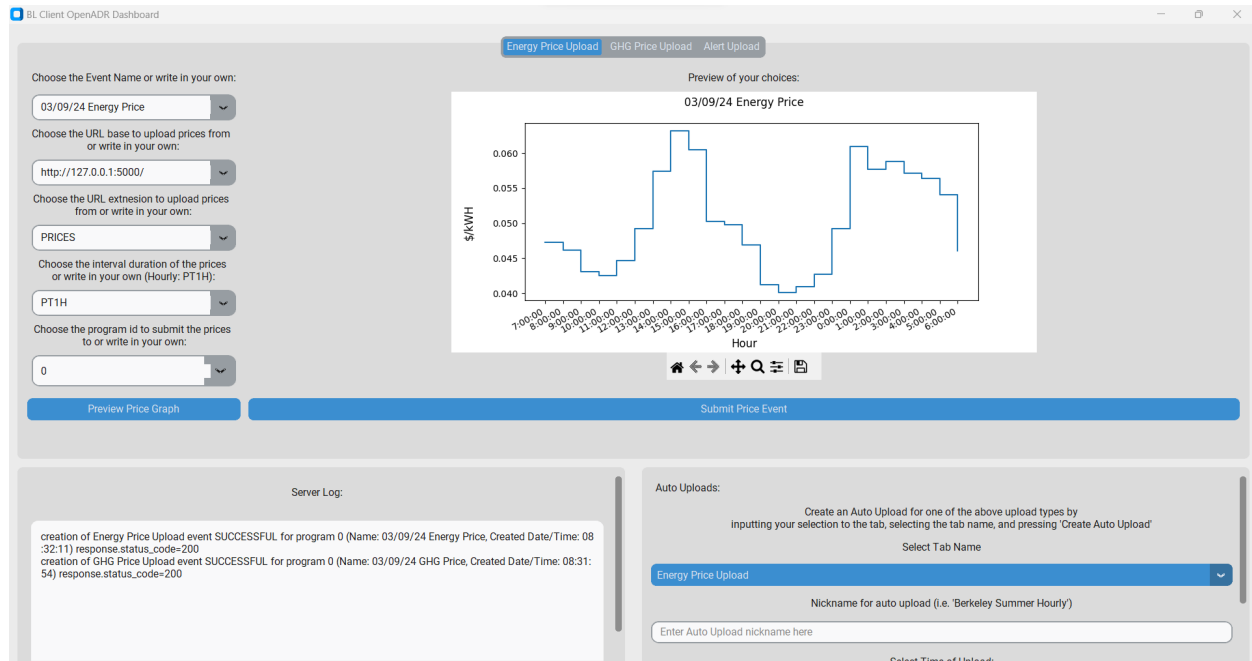 BL Client OpenADR Dashboard
Energy Price Upload
GHG Price Upload
Alert Upload
Choose the Event Name or write in your own:
03/09/24 Energy Price
Choose the URL base to upload prices from
or write in your own:
http://127.0.0.1:5000/
Choose the URL extnesion to upload prices
from or write in your own:
PRICES
Choose the interval duration of the prices
or write in your own (Hourly: PT1H):
PT1H
Choose the program id to submit the prices
to or write in your own:
0
Preview of your choices:
03/09/24 Energy Price
$/kWH
0.060
0.055
0.050
0.045
0.040
7:00:00
8:00:00
9:00:00
10:00:00
11:00:00
12:00:00
13:00:00
14:00:00
15:00:00
16:00:00
17:00:00
18:00:00
19:00:00
20:00:00
21:00:00
22:00:00
23:00:00
0:00:00
1:00:00
2:00:00
3:00:00
4:00:00
5:00:00
6:00:00
Hour
Preview Price Graph
Submit Price Event
Server Log:
creation of Energy Price Upload event SUCCESSFUL for program 0 (Name: 03/09/24 Energy Price, Created Date/Time: 08
:32:11) response.status_code=200
creation of GHG Price Upload event SUCCESSFUL for program 0 (Name: 03/09/24 GHG Price, Created Date/Time: 08:31:
54) response.status_code=200
Auto Uploads:
Create an Auto Upload for one of the above upload types by
inputting your selection to the tab, selecting the tab name, and pressing 'Create Auto Upload'
Select Tab Name
Energy Price Upload
Nickname for auto upload (i.e. 'Berkeley Summer Hourly')
Enter Auto Upload nickname here
Select Time of Upload: